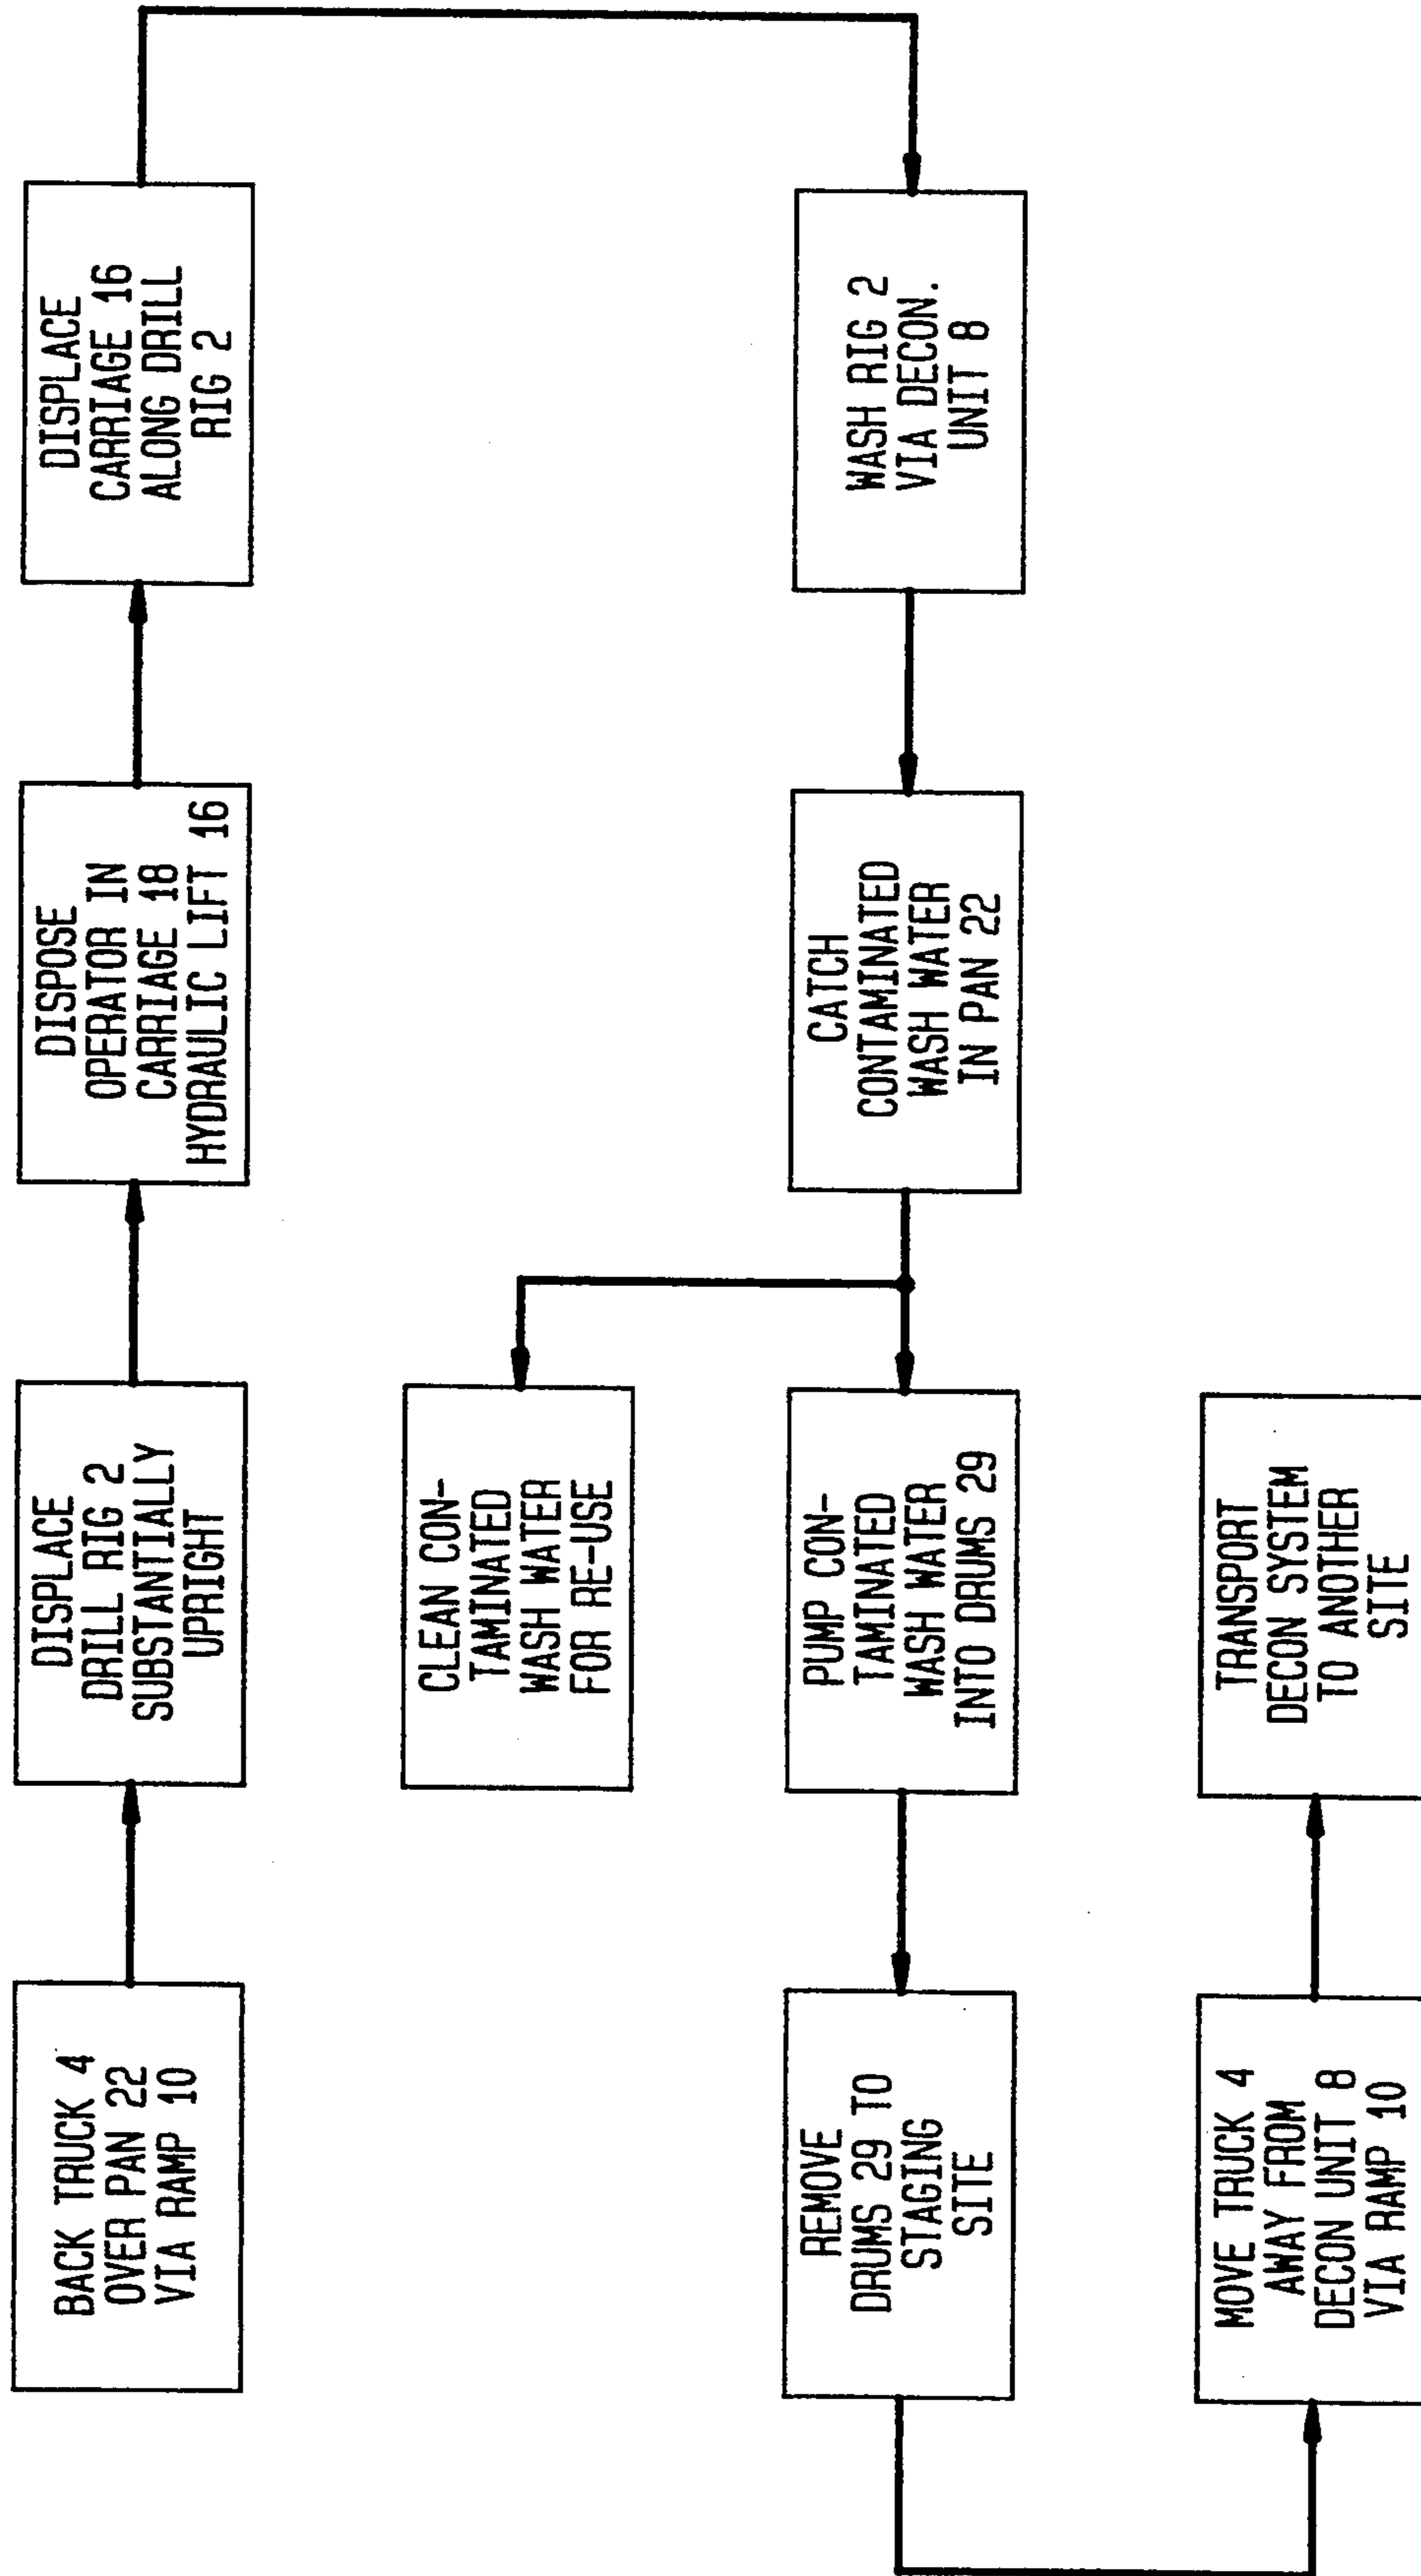 BACK TRUCK 4
OVER PAN 22
VIA RAMP 10
DISPLACE
DRILL RIG 2
SUBSTANTIALLY
UPRIGHT
DISPOSE
OPERATOR IN
CARRIAGE 18
HYDRAULIC LIFT 16
DISPLACE
CARRIAGE 16
ALONG DRILL
RIG 2
WASH RIG 2
VIA DECON.
UNIT 8
CATCH
CONTAMINATED
WASH WATER
IN PAN 22
CLEAN CON-
TAMINATED
WASH WATER
FOR RE-USE
PUMP CON-
TAMINATED
WASH WATER
INTO DRUMS 29
REMOVE
DRUMS 29 TO
STAGING
SITE
MOVE TRUCK 4
AWAY FROM
DECON UNIT 8
VIA RAMP 10
TRANSPORT
DECON SYSTEM
TO ANOTHER
SITE